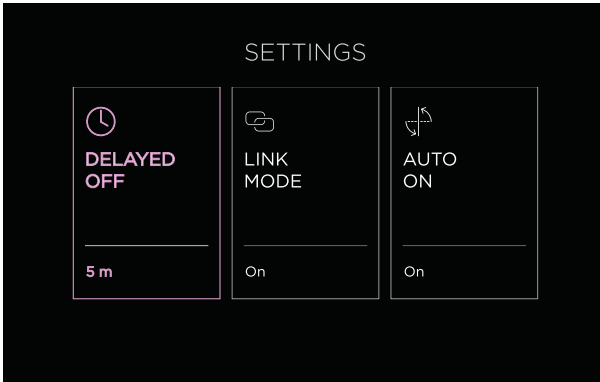 SETTINGS
DELAYED
OFF
5 m
LINK
MODE
On
AUTO
ON
On